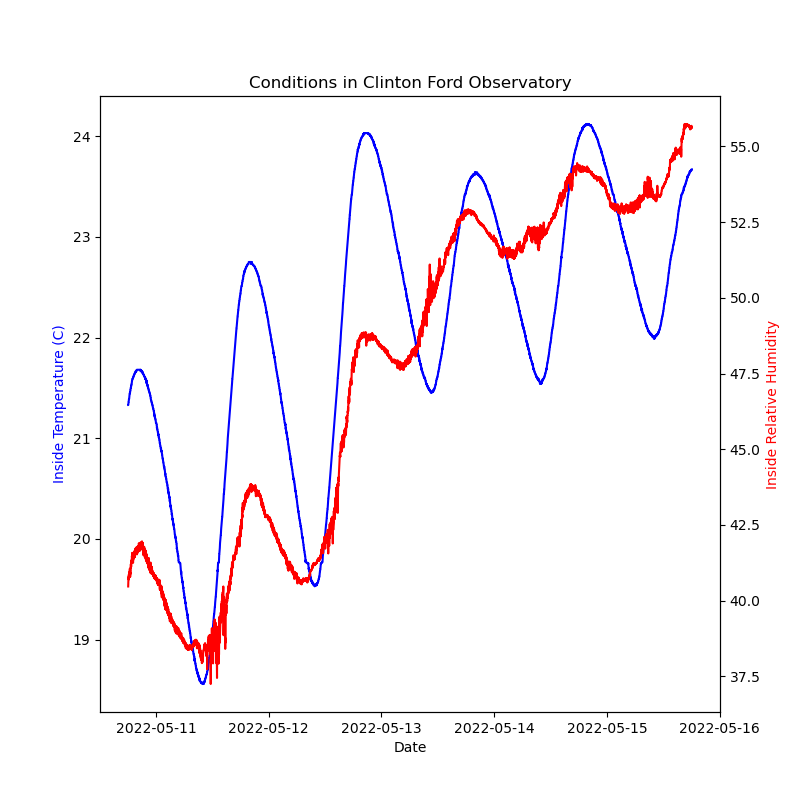 Conditions in Clinton Ford Observatory
24
23
22
21
20
19
Inside Temperature (C)
55.0
52.5
50.0
47.5
45.0
42.5
40.0
37.5
Inside Relative Humidity
2022-05-11 2022-05-12 2022-05-13 2022-05-14 2022-05-15 2022-05-16
Date